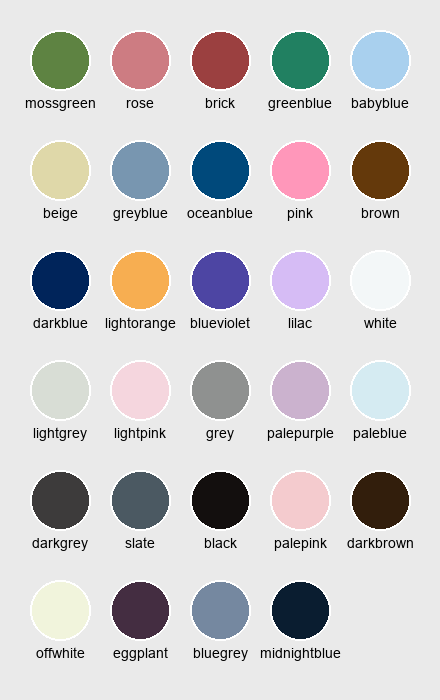 mossgreen rose brick greenblue babyblue
beige greyblue oceanblue pink brown
darkblue lightorange blueviolet lilac white
lightgrey lightpink grey palepurple paleblue
darkgrey slate black palepink darkbrown
offwhite eggplant bluegrey midnightblue